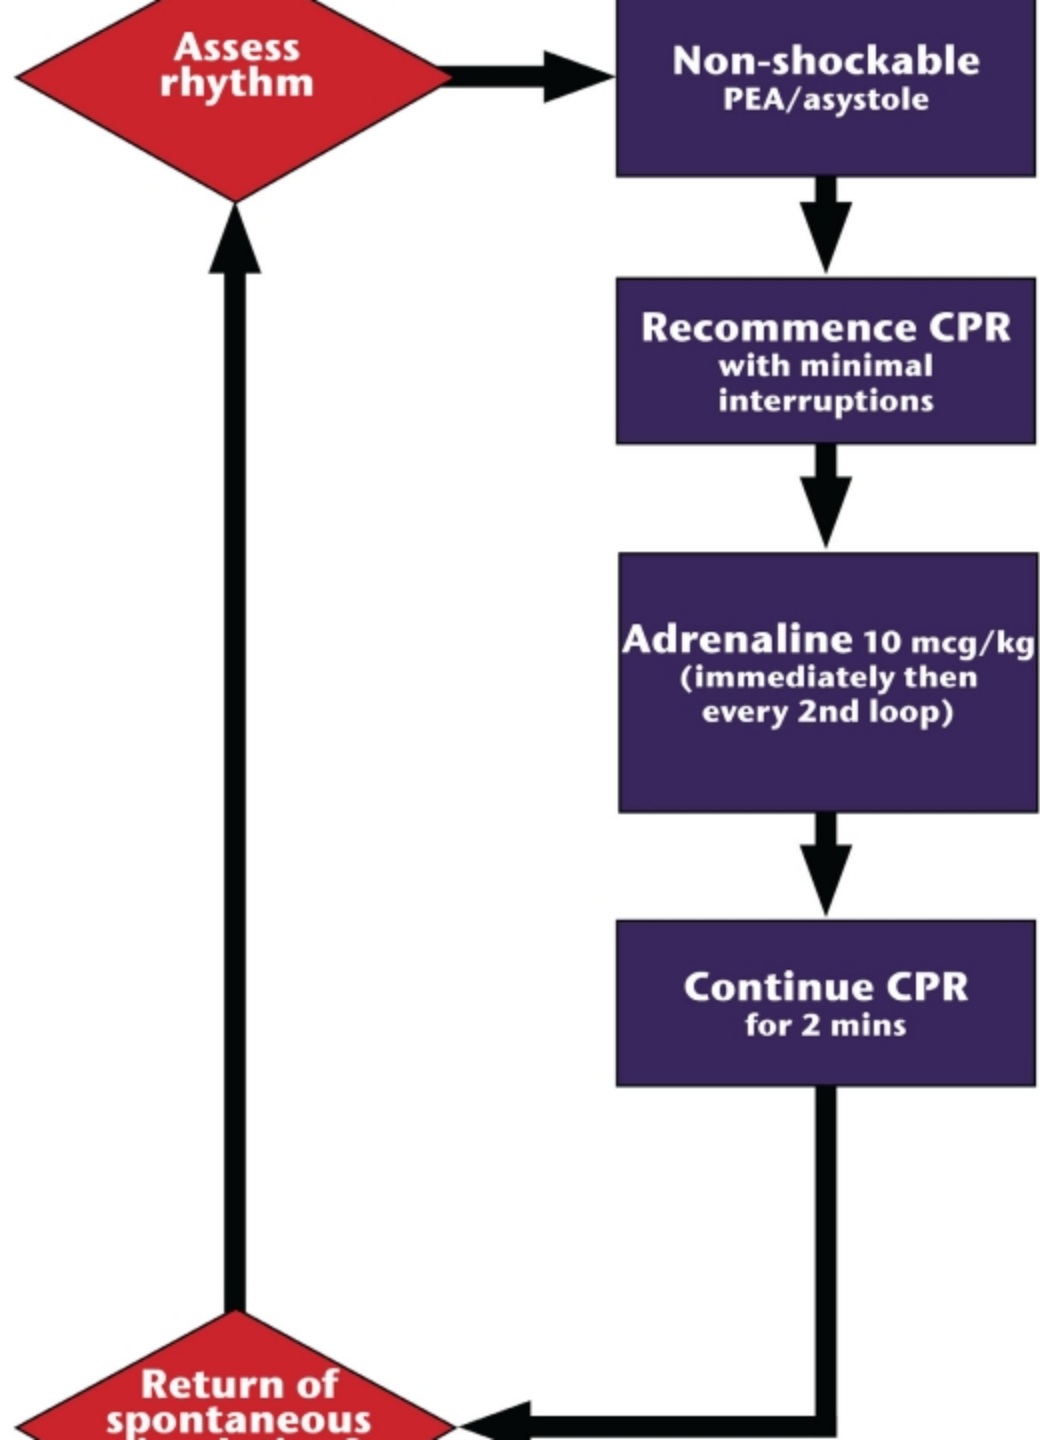 Assess
rhythm
Non-shockable
PEA/asystole
Recommence CPR
with minimal
interruptions
Adrenaline 10 mcg/kg
(immediately then
every 2nd loop)
Continue CPR
for 2 mins
Return of
spontaneous